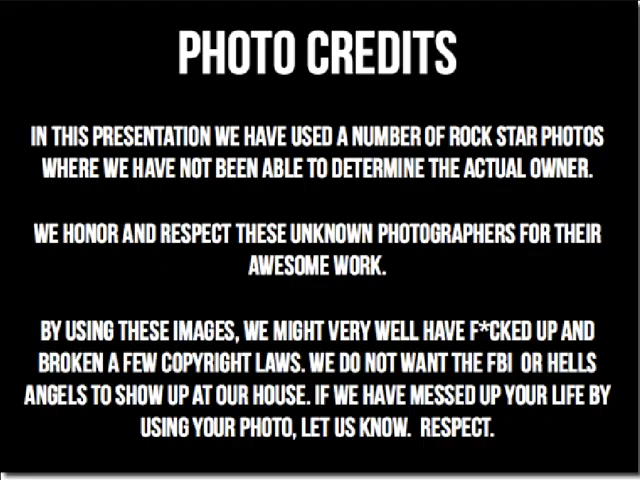 PHOTO CREDITS
IN THIS PRESENTATION WE HAVE USED A NUMBER OF ROCK STAR PHOTOS
WHERE WE HAVE NOT BEEN ABLE TO DETERMINE THE ACTUAL OWNER.
WE HONOR AND RESPECT THESE UNKNOWN PHOTOGRAPHERS FOR THEIR
AWESOME WORK.
BY USING THESE IMAGES, WE MIGHT VERY WELL HAVE F*CKED UP AND
BROKEN A FEW COPYRIGHT LAWS. WE DO NOT WANT THE FBI OR HELLS
ANGELS TO SHOW UP AT OUR HOUSE. IF WE HAVE MESSED UP YOUR LIFE BY
USING YOUR PHOTO, LET US KNOW. RESPECT.